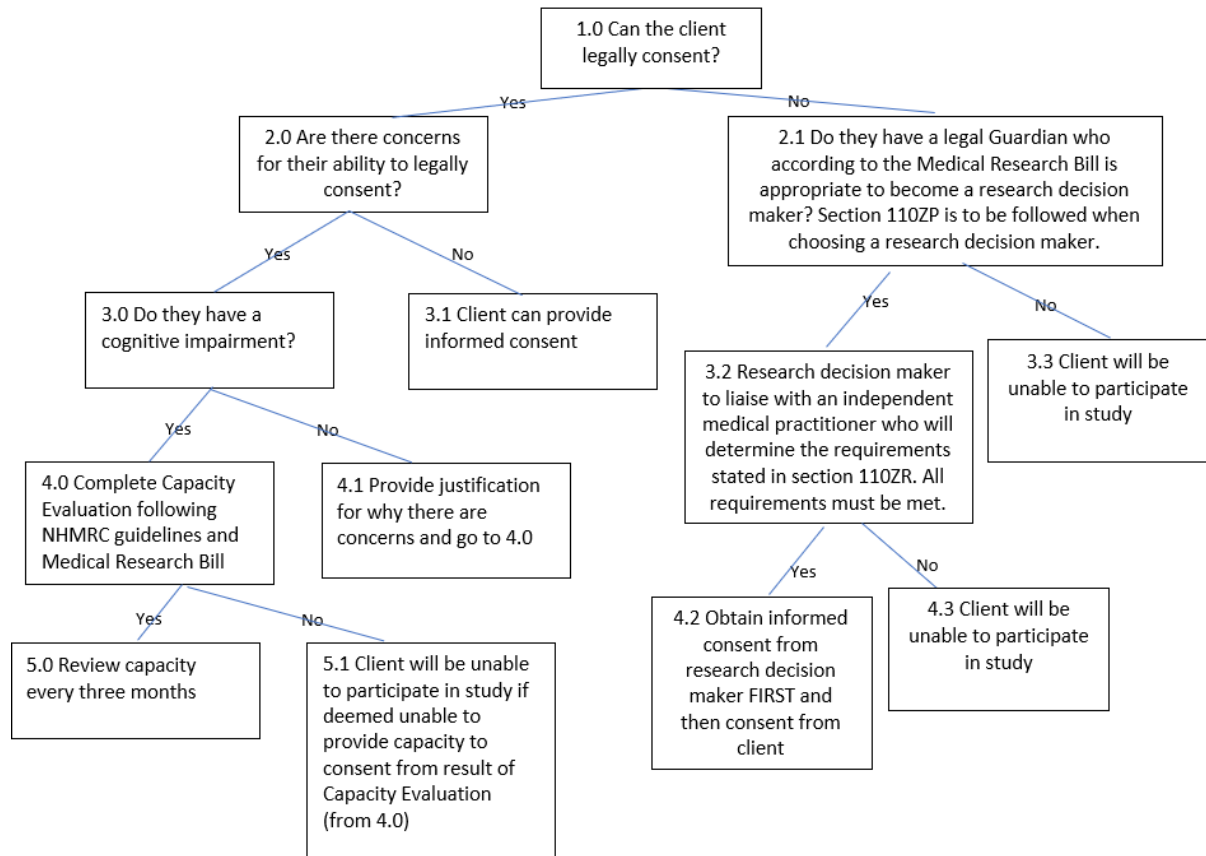 1.0 Can the client
legally consent?
Yes
No
2.0 Are there concerns
for their ability to legally
consent?
2.1 Do they have a legal Guardian who
according to the Medical Research Bill is
appropriate to become a research decision
maker? Section 110ZP is to be followed when
choosing a research decision maker.
Yes
No
Yes
No
3.0 Do they have a
cognitive impairment?
3.1 Client can provide
informed consent
3.2 Research decision maker
to liaise with an independent
medical practitioner who will
determine the requirements
stated in section 110ZR. All
requirements must be met.
3.3 Client will be
unable to participate
in study
Yes
No
4.0 Complete Capacity
Evaluation following
NHMRC guidelines and
Medical Research Bill
4.1 Provide justification
for why there are
concerns and go to 4.0
Yes
No
Yes
No
5.0 Review capacity
every three months
5.1 Client will be unable
to participate in study if
deemed unable to
provide capacity to
consent from result of
Capacity Evaluation
(from 4.0)
4.2 Obtain informed
consent from
research decision
maker FIRST and
then consent from
client
4.3 Client will be
unable to participate
in study